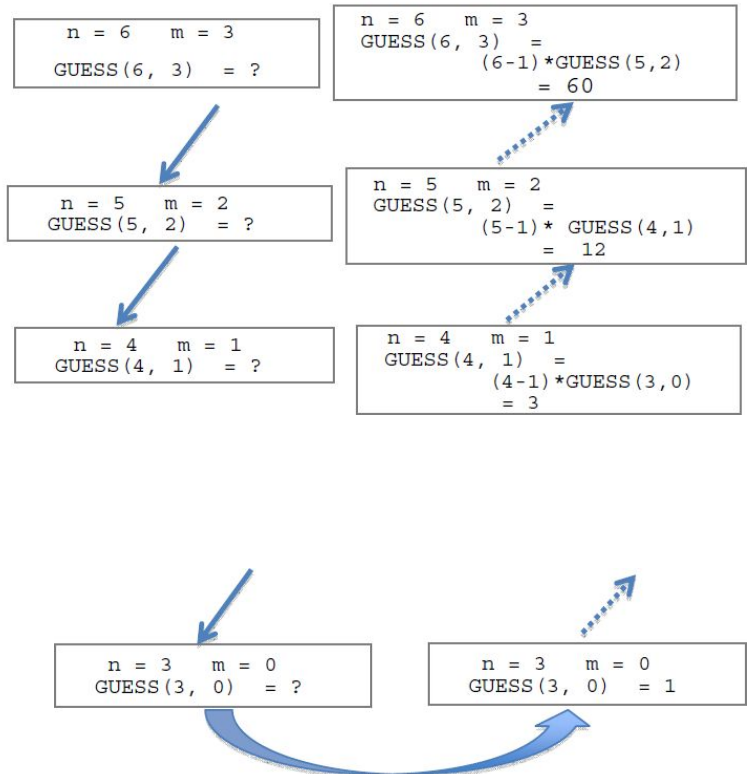 n = 6 m = 3
GUESS(6, 3) = ?
n = 5 m = 2
GUESS(5, 2) = ?
n = 4 m = 1
GUESS(4, 1) = ?
n = 3 m = 0
GUESS(3, 0) = ?
n = 6 m = 3
GUESS(6, 3) =
(6-1)*GUESS(5,2)
= 60
n = 5 m = 2
GUESS(5, 2) =
(5-1)* GUESS(4,1)
= 12
n = 4 m = 1
GUESS(4, 1) =
(4-1)*GUESS(3,0)
= 3
n = 3 m = 0
GUESS(3, 0) = 1